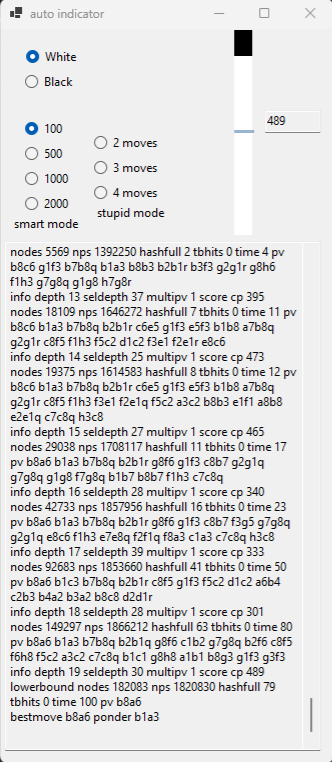 auto indicator
White
Black
489
100
500
1000
2000
smart mode
2 moves
3 moves
4 moves
stupid mode
nodes 5569 nps 1392250 hashfull 2 tbhits 0 time 4 pv
b8c6 g1f3 b7b8q b1a3 b8b3 b2b1r b3f3 g2g1r g8h6
f1h3 g7g8q g1g8 h7g8r
info depth 13 seldepth 37 multipv 1 score cp 395
nodes 18109 nps 1646272 hashfull 7 tbhits 0 time 11 pv
b8c6 b1a3 b7b8q b2b1r c6e5 g1f3 e5f3 b1b8 a7b8q
g2g1r c8f5 f1h3 f5c2 d1c2 f3e1 f2e1r e8c6
info depth 14 seldepth 25 multipv 1 score cp 473
nodes 19375 nps 1614583 hashfull 8 tbhits 0 time 12 pv
b8c6 b1a3 b7b8q b2b1r c6e5 g1f3 e5f3 b1b8 a7b8q
g2g1r c8f5 f1h3 f3e1 f2e1q f5c2 a3c2 b8b3 e1f1 a8b8
e2e1q c7c8q h3c8
info depth 15 seldepth 27 multipv 1 score cp 465
nodes 29038 nps 1708117 hashfull 11 tbhits 0 time 17
pv b8a6 b1a3 b7b8q b2b1r g8f6 g1f3 c8b7 g2g1q
g7g8q g1g8 f7g8q b1b7 b8b7 f1h3 c7c8q
info depth 16 seldepth 28 multipv 1 score cp 340
nodes 42733 nps 1857956 hashfull 16 tbhits 0 time 23
pv b8a6 b1a3 b7b8q b2b1r g8f6 g1f3 c8b7 f3g5 g7g8q
g2g1q e8c6 f1h3 e7e8q f2f1q f8a3 c1a3 c7c8q h3c8
info depth 17 seldepth 39 multipv 1 score cp 333
nodes 92683 nps 1853660 hashfull 41 tbhits 0 time 50
pv b8a6 b1c3 b7b8q b2b1r c8f5 g1f3 f5c2 d1c2 a6b4
c2b3 b4a2 b3a2 b8c8 d2d1r
info depth 18 seldepth 28 multipv 1 score cp 301
nodes 149297 nps 1866212 hashfull 63 tbhits 0 time 80
pv b8a6 b1a3 b7b8q b2b1q g8f6 c1b2 g7g8q b2f6 c8f5
f6h8 f5c2 a3c2 c7c8q b1c1 g8h8 a1b1 b8g3 g1f3 g3f3
info depth 19 seldepth 30 multipv 1 score cp 489
lowerbound nodes 182083 nps 1820830 hashfull 79
tbhits 0 time 100 pv b8a6
bestmove b8a6 ponder b1a3